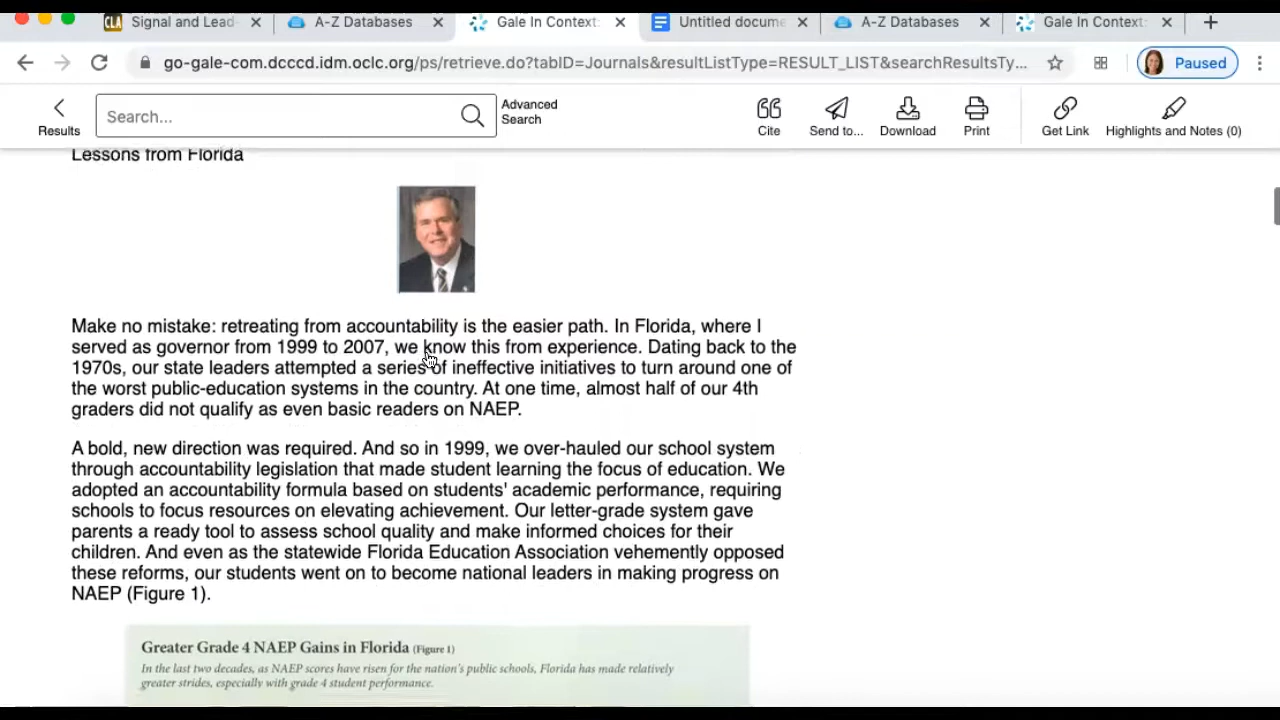 Signal and Lead-
A-Z Databases
Gale In Context:
Untitled docume
A-Z Databases
Gale In Context:
go-gale-com.dcccd.idm.oclc.org/ps/retrieve.do?tabID=Journals&resultListType=RESULT_LIST&searchResultsTy...
Paused
Results
Search...
Advanced
Search
Cite
Send to...
Download
Print
Get Link
Highlights and Notes (0)
Lessons from Florida
Make no mistake: retreating from accountability is the easier path. In Florida, where I
served as governor from 1999 to 2007, we know this from experience. Dating back to the
1970s, our state leaders attempted a series of ineffective initiatives to turn around one of
the worst public-education systems in the country. At one time, almost half of our 4th
graders did not qualify as even basic readers on NAEP.
A bold, new direction was required. And so in 1999, we over-hauled our school system
through accountability legislation that made student learning the focus of education. We
adopted an accountability formula based on students' academic performance, requiring
schools to focus resources on elevating achievement. Our letter-grade system gave
parents a ready tool to assess school quality and make informed choices for their
children. And even as the statewide Florida Education Association vehemently opposed
these reforms, our students went on to become national leaders in making progress on
NAEP (Figure 1).
Greater Grade 4 NAEP Gains in Florida (Figure 1)
In the last two decades, as NAEP scores have risen for the nation's public schools, Florida has made relatively
greater strides, especially with grade 4 student performance.